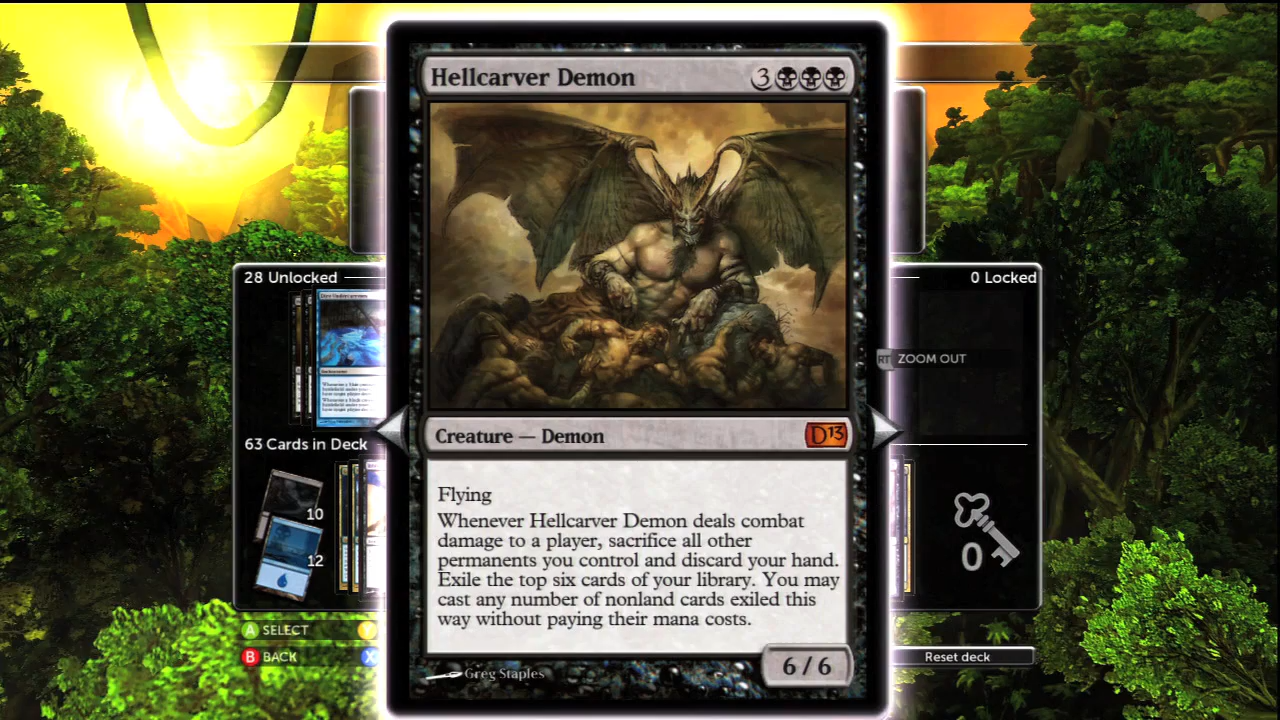 Hellcarver Demon 3
28 Unlocked
0 Locked
RT ZOOM OUT
Creature — Demon D13
63 Cards in Deck
Flying
Whenever Hellcarver Demon deals combat
damage to a player, sacrifice all other
permanents you control and discard your hand.
Exile the top six cards of your library. You may
cast any number of nonland cards exiled this
way without paying their mana costs.
10
12
0
A SELECT
Y
B BACK
X
Reset deck
6 / 6
Greg Staples